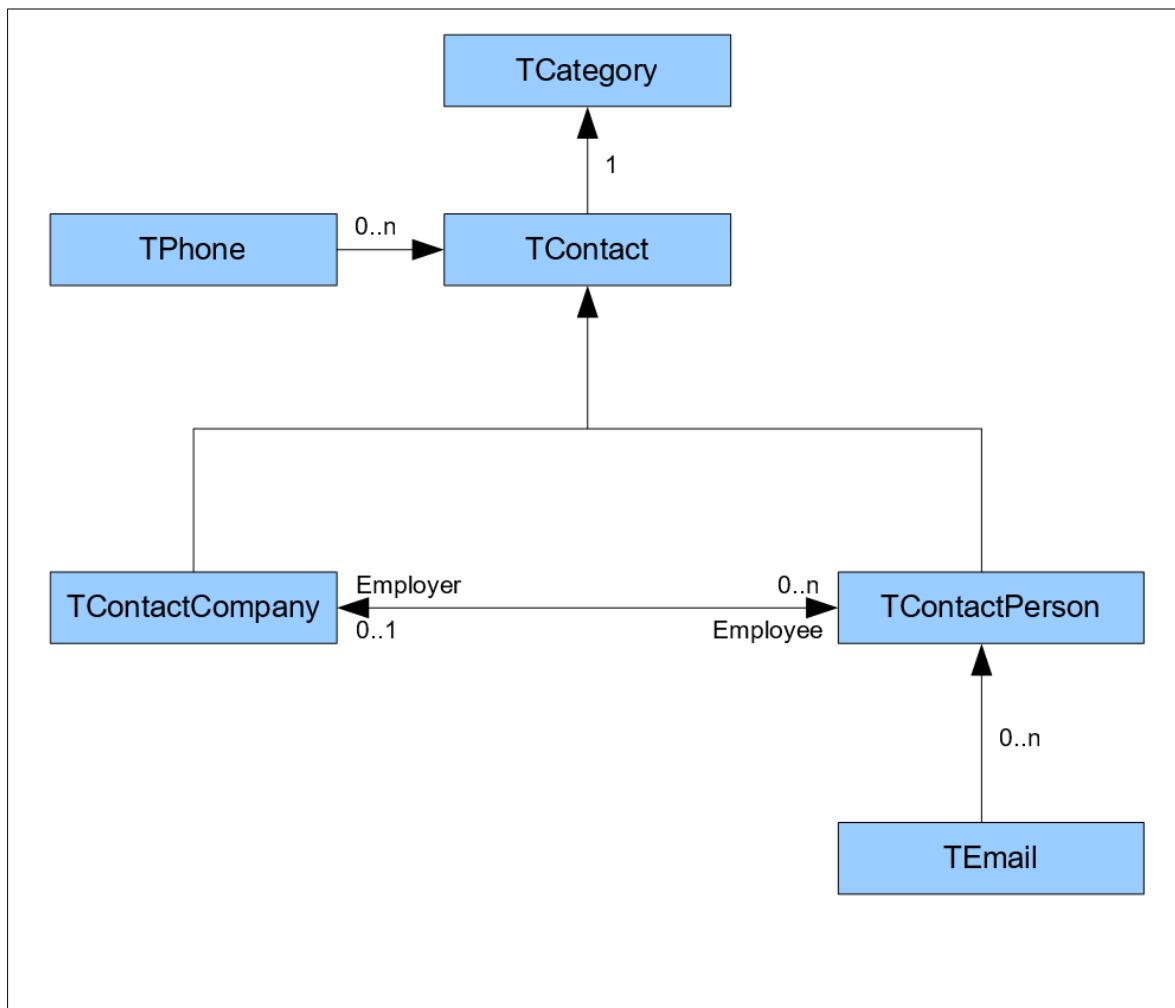 TCategory
1
TPhone
0..n
TContact
TContactCompany
Employer
0..1
0..n
Employee
TContactPerson
0..n
TEmail